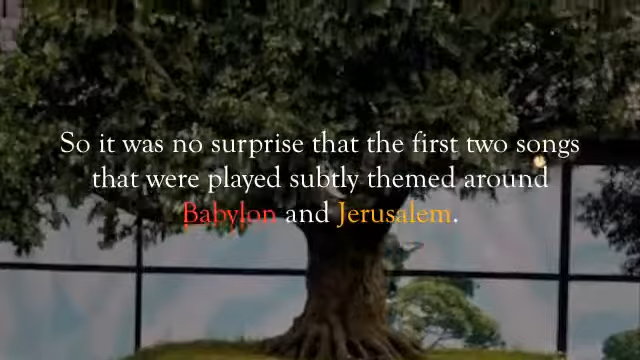 So it was no surprise that the first two songs
that were played subtly themed around
Babylon and Jerusalem.